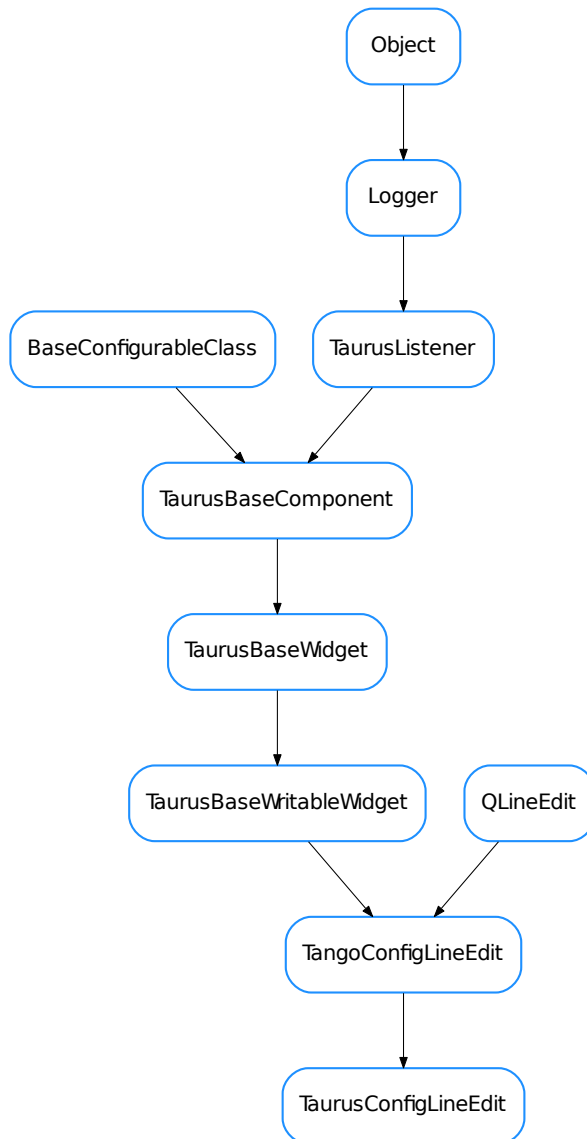 Object
Logger
BaseConfigurableClass
TaurusListener
TaurusBaseComponent
TaurusBaseWidget
TaurusBaseWritableWidget
QLineEdit
TangoConfigLineEdit
TaurusConfigLineEdit